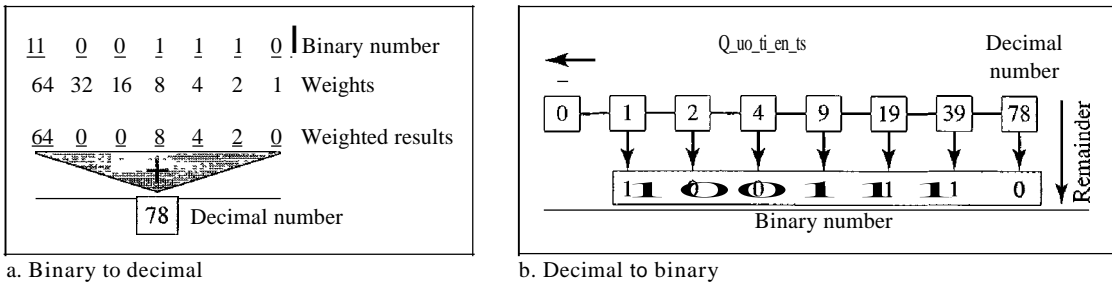 11 0 0 1 1 1 0 Binary number
64 32 16 8 4 2 1 Weights
64 0 0 8 4 2 0 Weighted results
+
78 Decimal number
a. Binary to decimal
Q_uo_ti_en_ts
Decimal
number
0 1 2 4 9 19 39 78
Remainder
1 0 0 1 1 1 0
Binary number
b. Decimal to binary